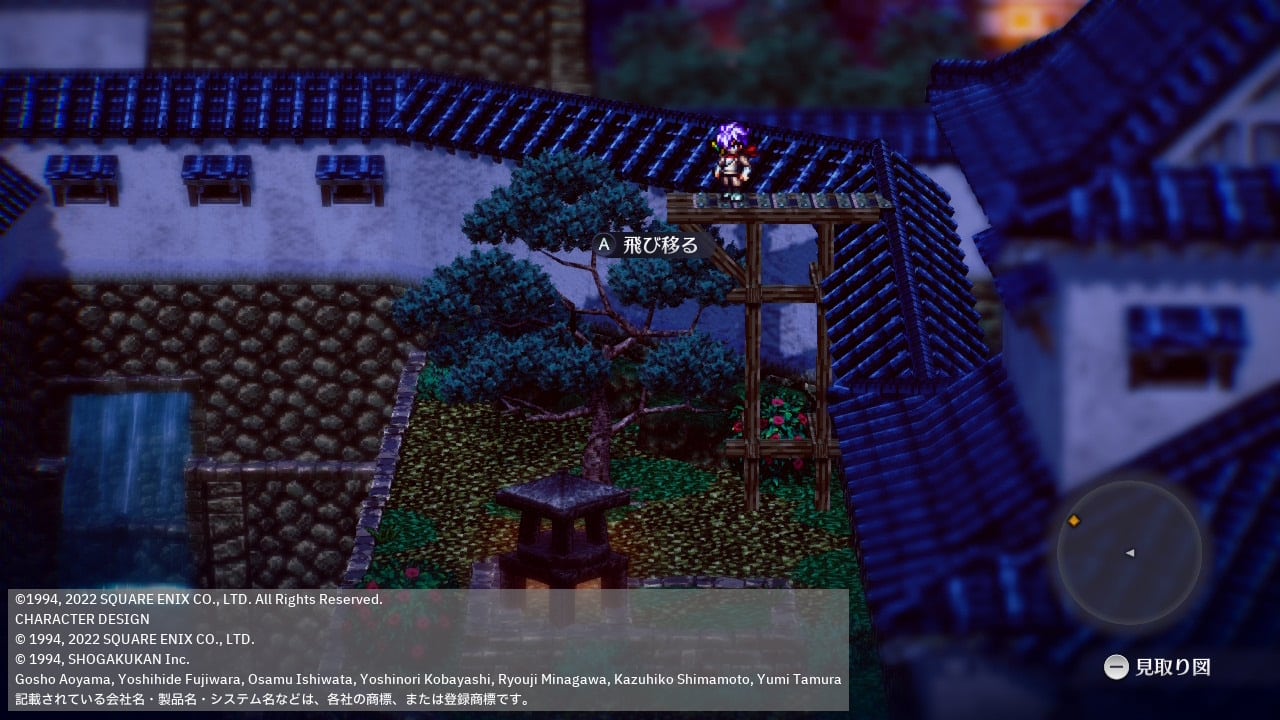 A 飛び移る
©1994, 2022 SQUARE ENIX CO., LTD. All Rights Reserved.
CHARACTER DESIGN
© 1994, 2022 SQUARE ENIX CO., LTD.
© 1994, SHOGAKUKAN Inc.
Gosho Aoyama, Yoshihide Fujiwara, Osamu Ishiwata, Yoshinori Kobayashi, Ryouji Minagawa, Kazuhiko Shimamoto, Yumi Tamura
記載されている会社名・製品名・システム名などは、各社の商標、または登録商標です。
見取り図